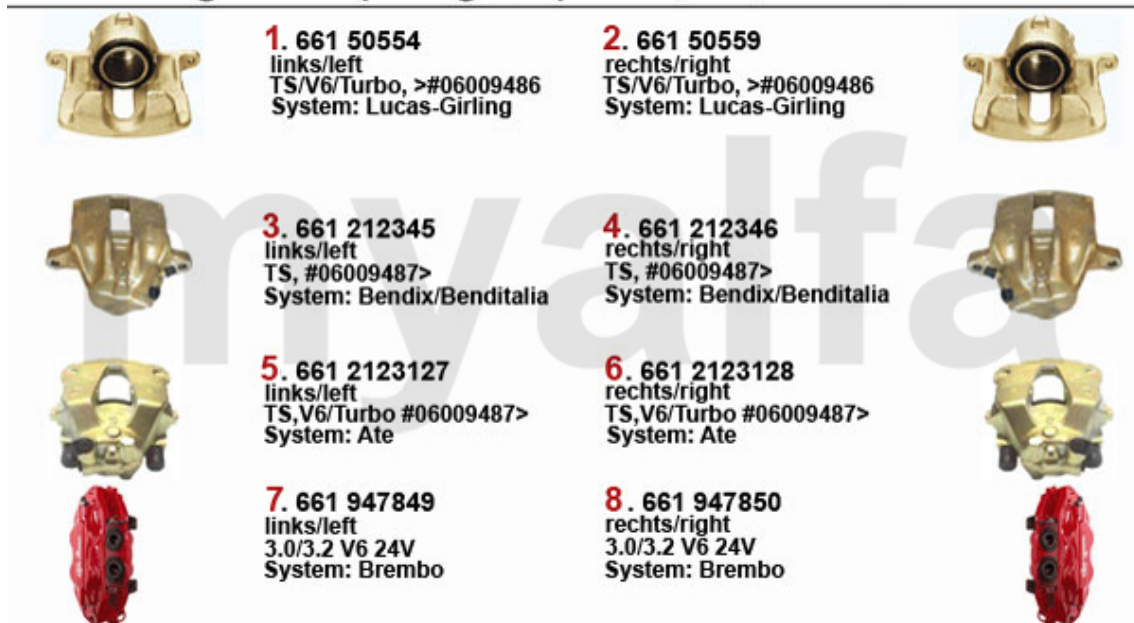 1. 661 50554
links/left
TS/V6/Turbo, >#06009486
System: Lucas-Girling
2. 661 50559
rechts/right
TS/V6/Turbo, >#06009486
System: Lucas-Girling
3. 661 212345
links/left
TS, #06009487>
System: Bendix/Benditalia
4. 661 212346
rechts/right
TS, #06009487>
System: Bendix/Benditalia
5. 661 2123127
links/left
TS,V6/Turbo #06009487>
System: Ate
6. 661 2123128
rechts/right
TS,V6/Turbo #06009487>
System: Ate
7. 661 947849
links/left
3.0/3.2 V6 24V
System: Brembo
8. 661 947850
rechts/right
3.0/3.2 V6 24V
System: Brembo
myalfa